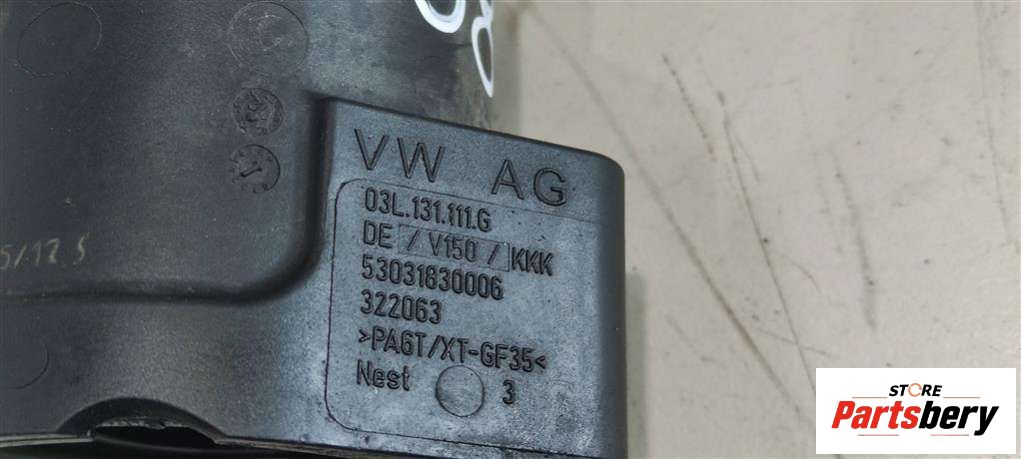 VW AG
03L.131.111.G
DE / V150 / KKK
53031830006
322063
>PA6T/XT-GF35<
Nest 3
STORE
Partsbery